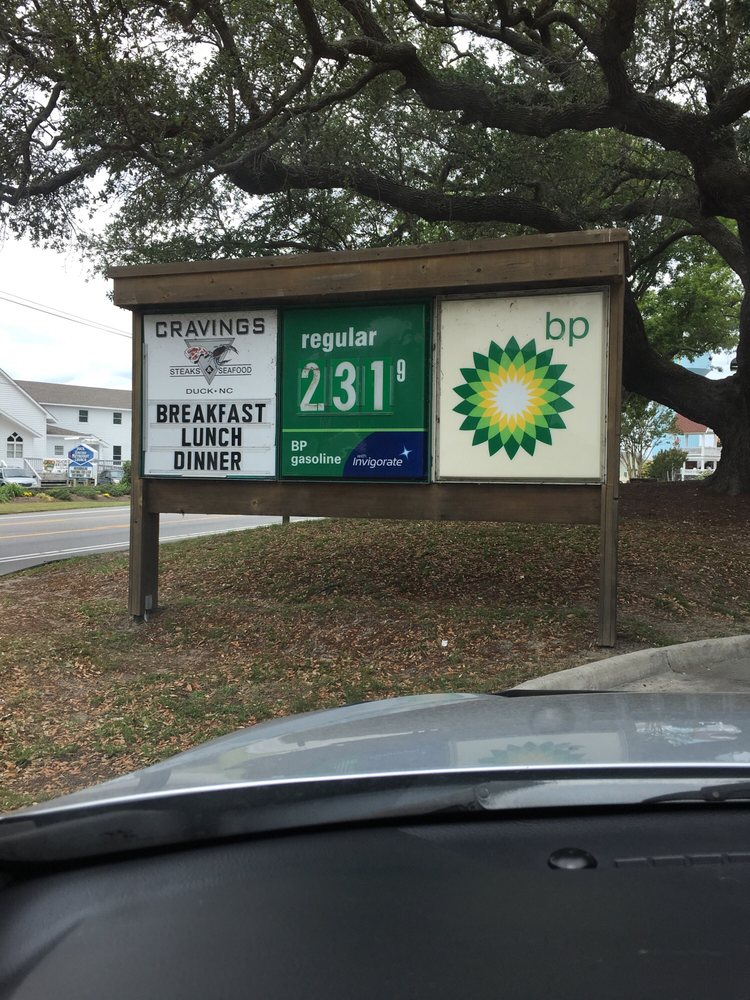 CRAVINGS
STEAKS & SEAFOOD
DUCK • NC
BREAKFAST
LUNCH
DINNER
regular
2319
BP
gasoline
with
Invigorate
bp